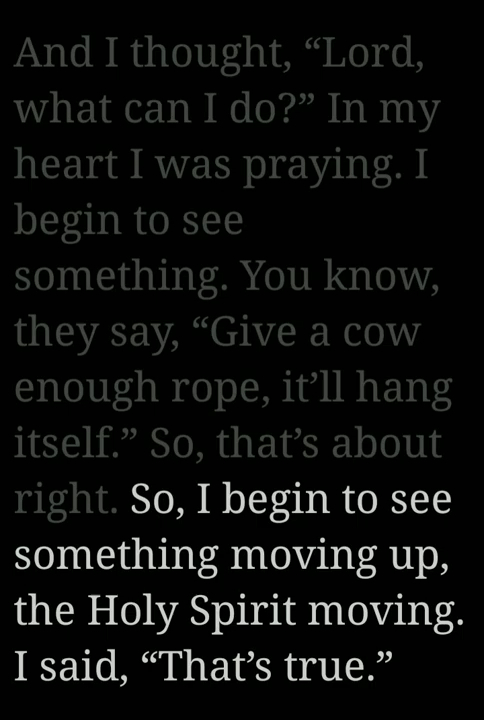 And I thought, “Lord,
what can I do?” In my
heart I was praying. I
begin to see
something. You know,
they say, “Give a cow
enough rope, it’ll hang
itself.” So, that’s about
right. So, I begin to see
something moving up,
the Holy Spirit moving.
I said, “That’s true.”